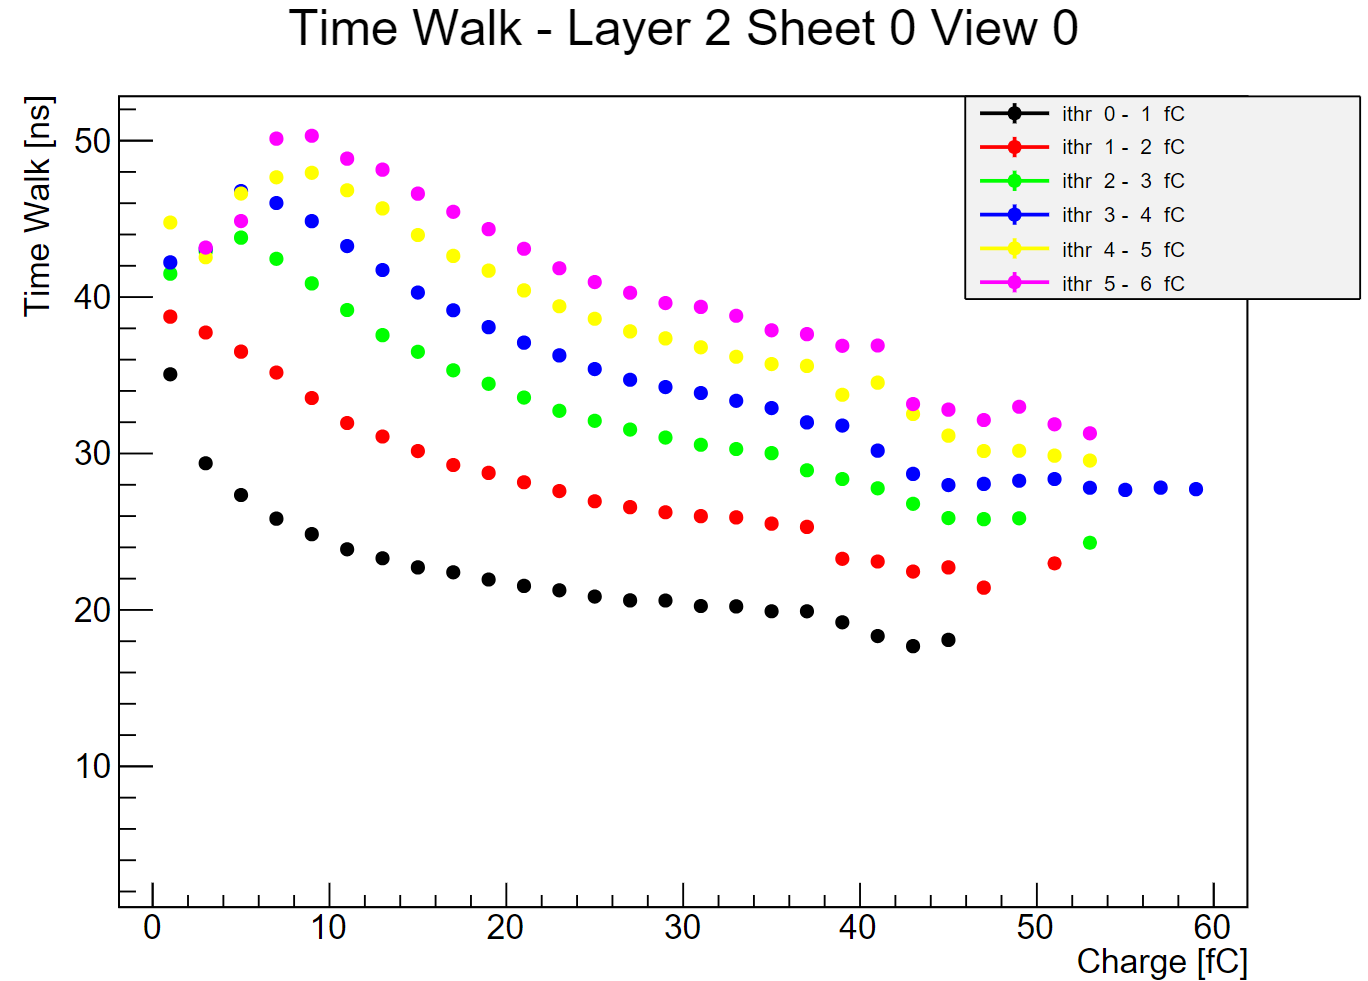 Time Walk - Layer 2 Sheet 0 View 0
Time Walk [ns]
50
40
30
20
10
ithr 0 - 1 fC
ithr 1 - 2 fC
ithr 2 - 3 fC
ithr 3 - 4 fC
ithr 4 - 5 fC
ithr 5 - 6 fC
0 10 20 30 40 50 60
Charge [fC]